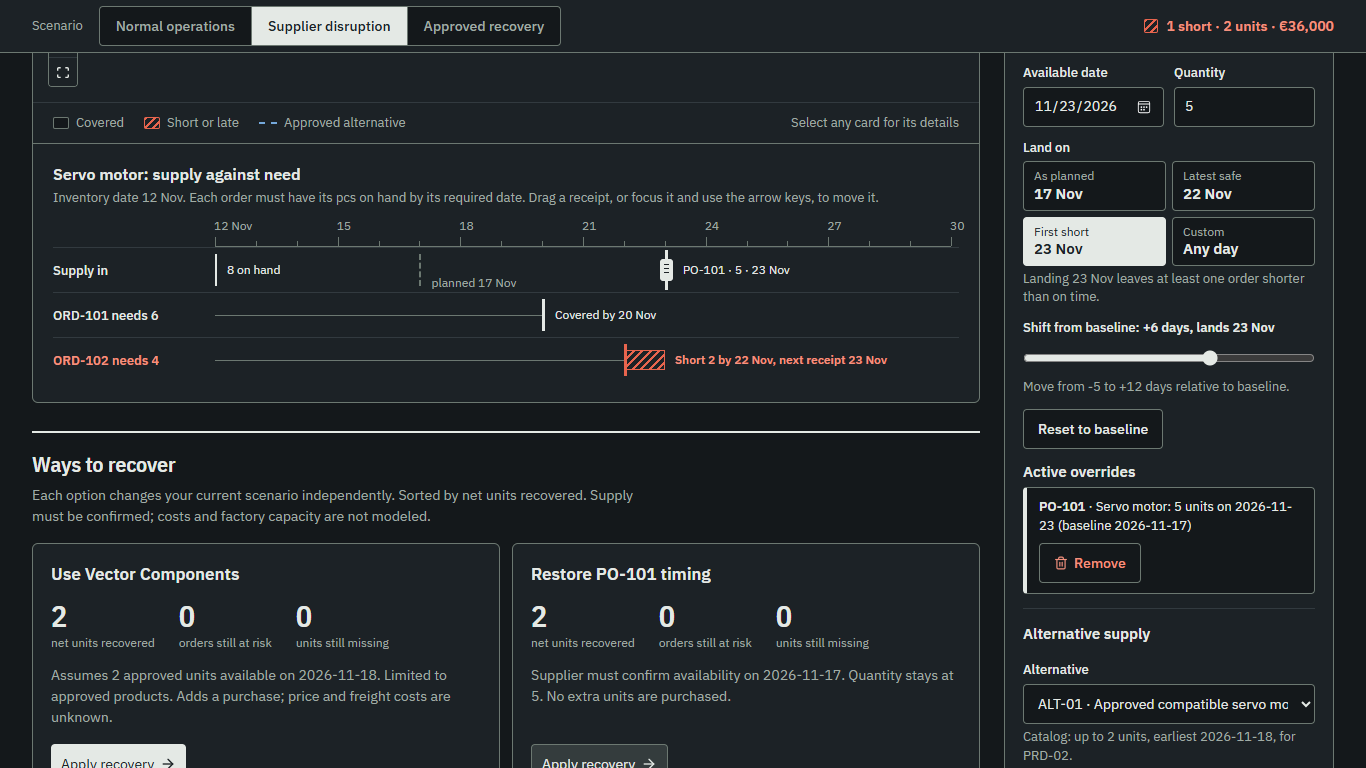 Scenario
Normal operations
Supplier disruption
Approved recovery
1 short · 2 units · €36,000
Covered
Short or late
Approved alternative
Select any card for its details
Servo motor: supply against need
Inventory date 12 Nov. Each order must have its pcs on hand by its required date. Drag a receipt, or focus it and use the arrow keys, to move it.
12 Nov
15
18
21
24
27
30
Supply in
8 on hand
planned 17 Nov
PO-101 · 5 · 23 Nov
ORD-101 needs 6
Covered by 20 Nov
ORD-102 needs 4
Short 2 by 22 Nov, next receipt 23 Nov
Ways to recover
Each option changes your current scenario independently. Sorted by net units recovered. Supply
must be confirmed; costs and factory capacity are not modeled.
Use Vector Components
2
net units recovered
0
orders still at risk
0
units still missing
Assumes 2 approved units available on 2026-11-18. Limited to
approved products. Adds a purchase; price and freight costs are
unknown.
Apply recovery
Restore PO-101 timing
2
net units recovered
0
orders still at risk
0
units still missing
Supplier must confirm availability on 2026-11-17. Quantity stays at
5. No extra units are purchased.
Apply recovery
Available date
Quantity
11/23/2026
5
Land on
As planned
17 Nov
Latest safe
22 Nov
First short
23 Nov
Custom
Any day
Landing 23 Nov leaves at least one order shorter
than on time.
Shift from baseline: +6 days, lands 23 Nov
Move from -5 to +12 days relative to baseline.
Reset to baseline
Active overrides
PO-101 · Servo motor: 5 units on 2026-11-
23 (baseline 2026-11-17)
Remove
Alternative supply
Alternative
ALT-01 · Approved compatible servo mo
Catalog: up to 2 units, earliest 2026-11-18, for
PRD-02.